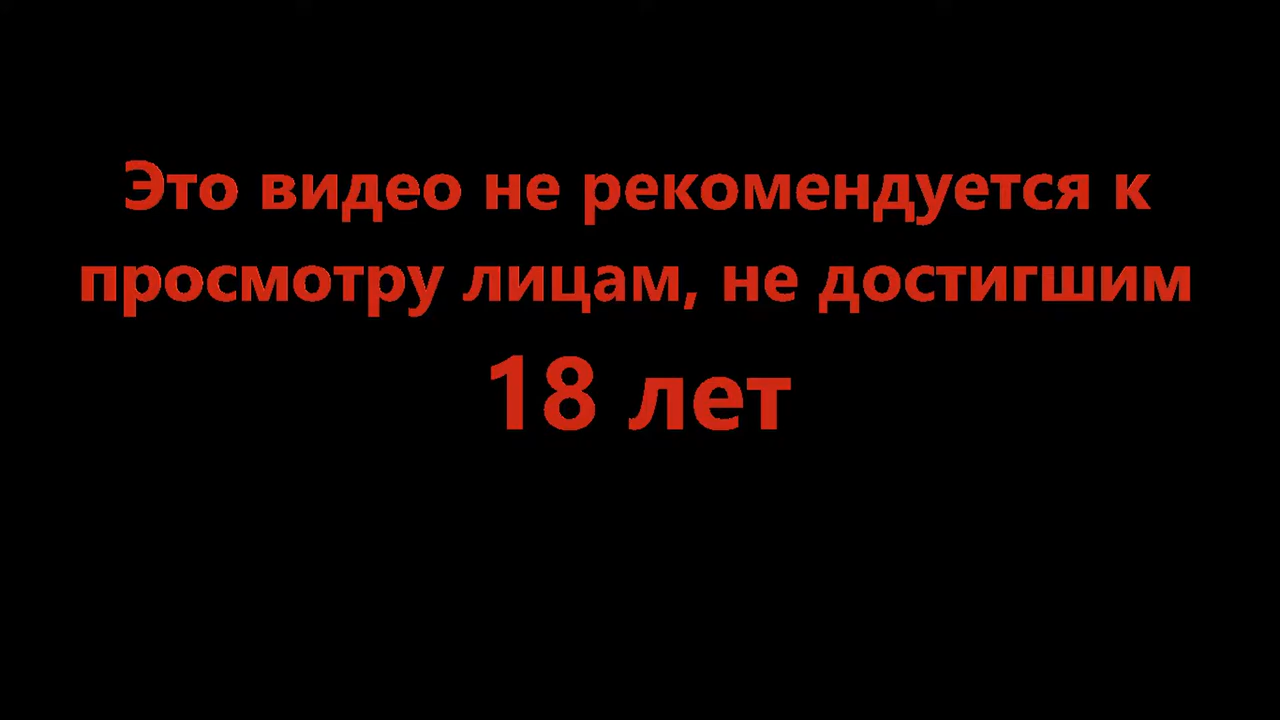 Это видео не рекомендуется к
просмотру лицам, не достигшим
18 лет